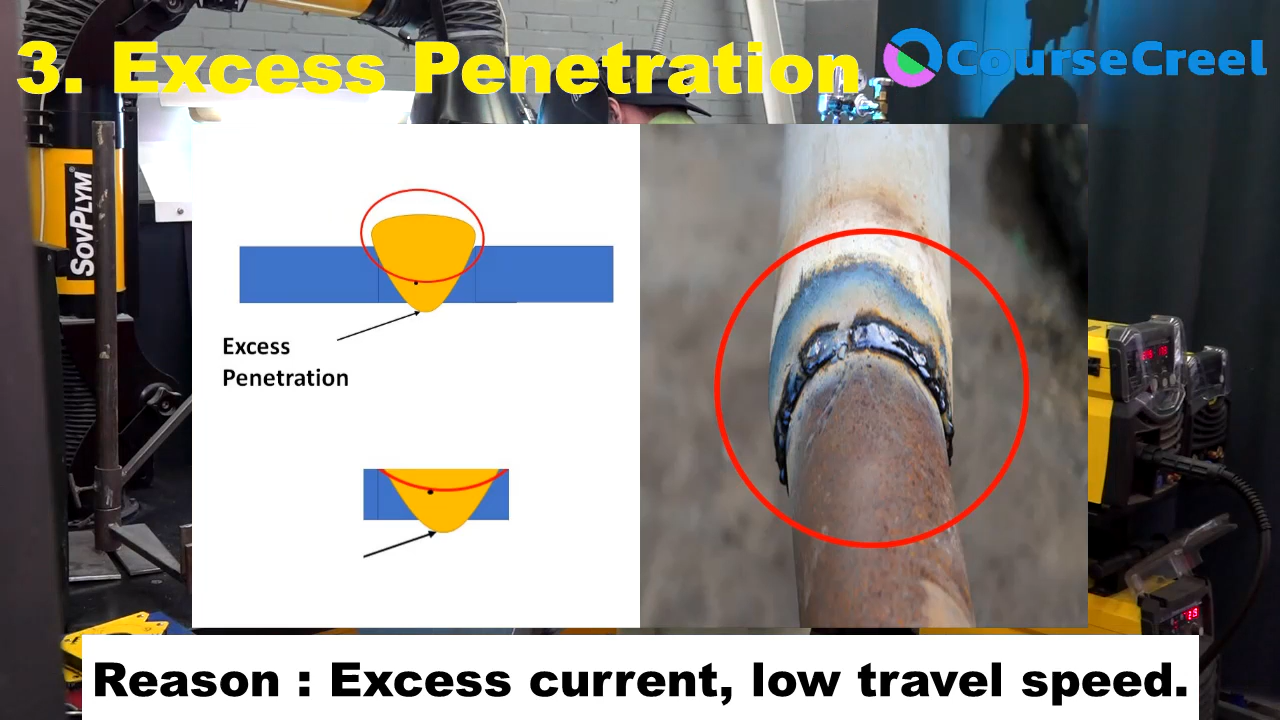 3. Excess Penetration
CourseCreel
SOVPLYM
Excess
Penetration
Reason : Excess current, low travel speed.